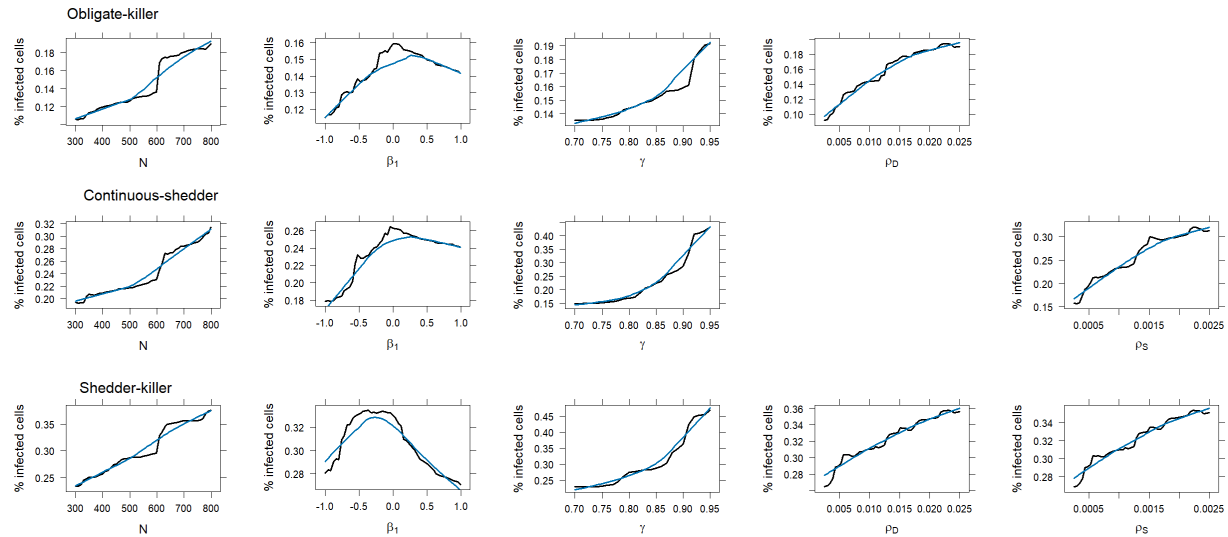 Obligate-killer
% infected cells
0.18
0.16
0.14
0.12
300 400 500 600 700 800
N
% infected cells
0.16
0.15
0.14
0.13
0.12
-1.0 -0.5 0.0 0.5 1.0
β1
% infected cells
0.19
0.18
0.17
0.16
0.15
0.14
0.70 0.75 0.80 0.85 0.90 0.95
γ
% infected cells
0.18
0.16
0.14
0.12
0.10
0.005 0.010 0.015 0.020 0.025
ρD
Continuous-shedder
% infected cells
0.32
0.30
0.28
0.26
0.24
0.22
0.20
300 400 500 600 700 800
N
% infected cells
0.26
0.24
0.22
0.20
0.18
-1.0 -0.5 0.0 0.5 1.0
β1
% infected cells
0.40
0.35
0.30
0.25
0.20
0.15
0.70 0.75 0.80 0.85 0.90 0.95
γ
% infected cells
0.30
0.25
0.20
0.15
0.0005 0.0015 0.0025
ρS
Shedder-killer
% infected cells
0.35
0.30
0.25
300 400 500 600 700 800
N
% infected cells
0.32
0.30
0.28
-1.0 -0.5 0.0 0.5 1.0
β1
% infected cells
0.45
0.40
0.35
0.30
0.25
0.70 0.75 0.80 0.85 0.90 0.95
γ
% infected cells
0.36
0.34
0.32
0.30
0.28
0.005 0.010 0.015 0.020 0.025
ρD
% infected cells
0.34
0.32
0.30
0.28
0.0005 0.0015 0.0025
ρS